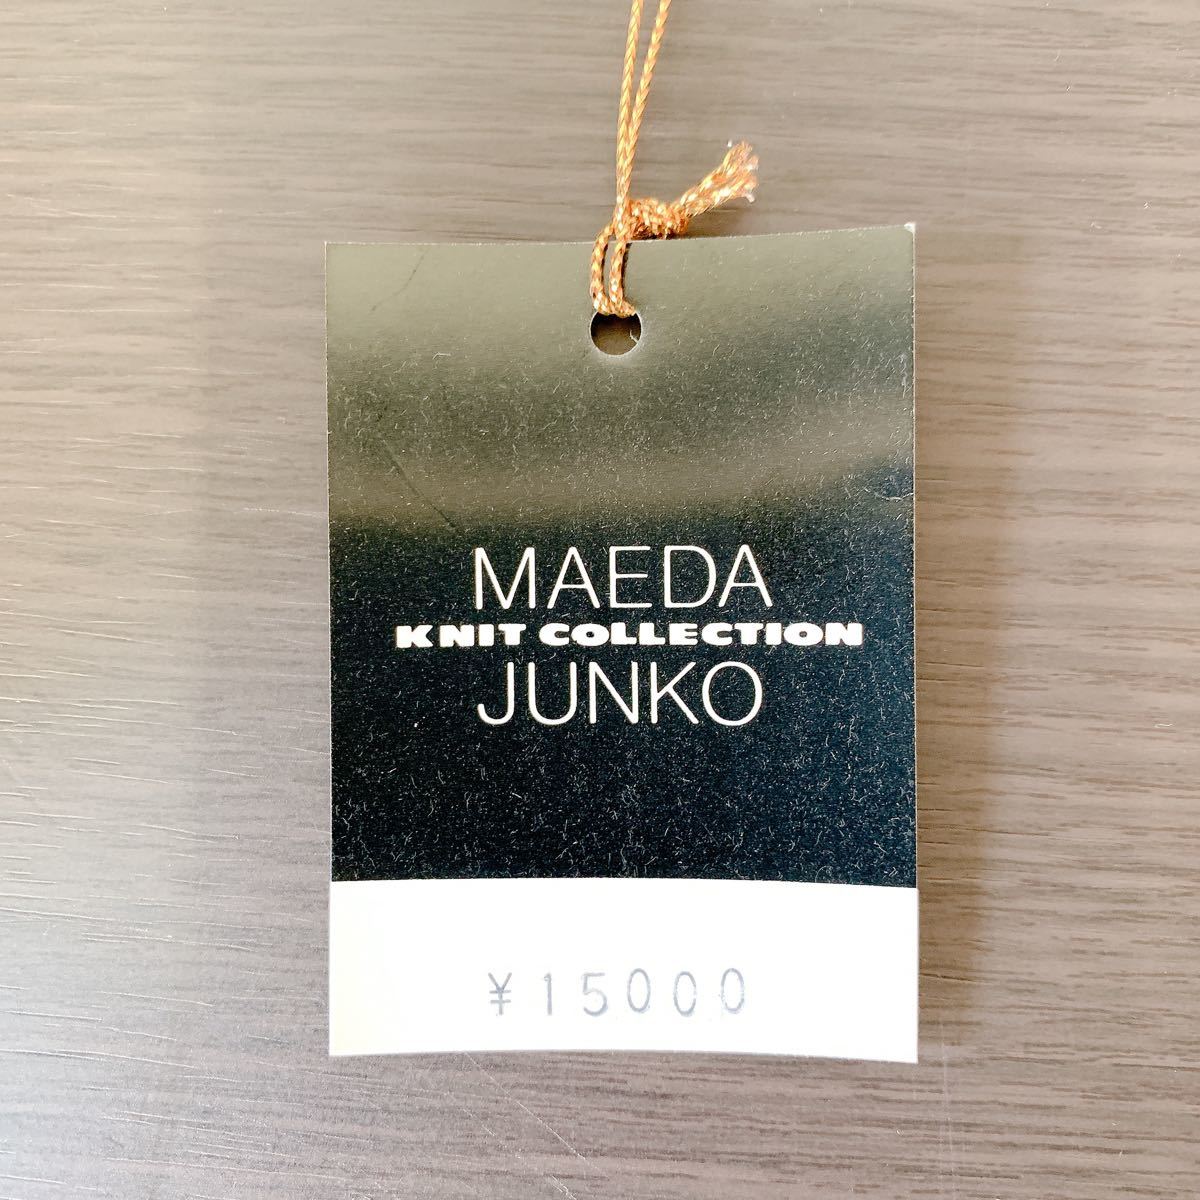 MAEDA
KNIT COLLECTION
JUNKO
¥15000